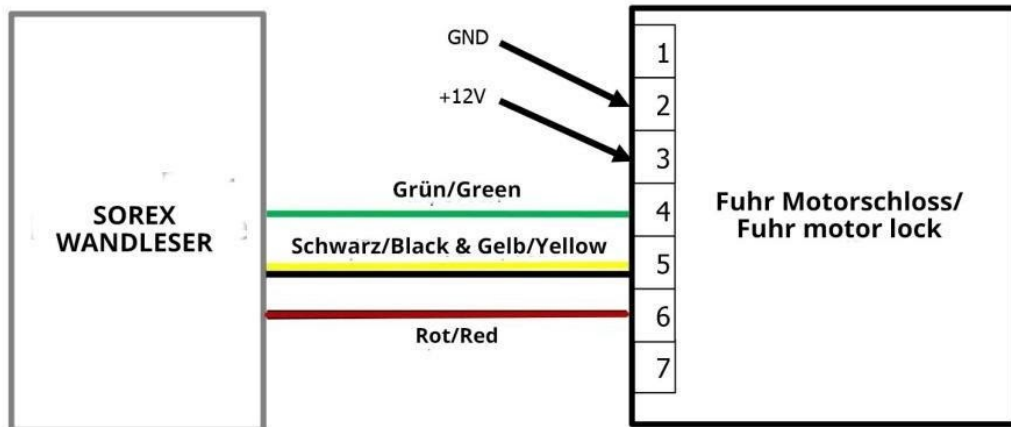 GND
+12V
1
2
3
4
5
6
7
Grün/Green
Schwarz/Black & Gelb/Yellow
Rot/Red
SOREX
WANDLESER
Fuhr Motorschloss/
Fuhr motor lock